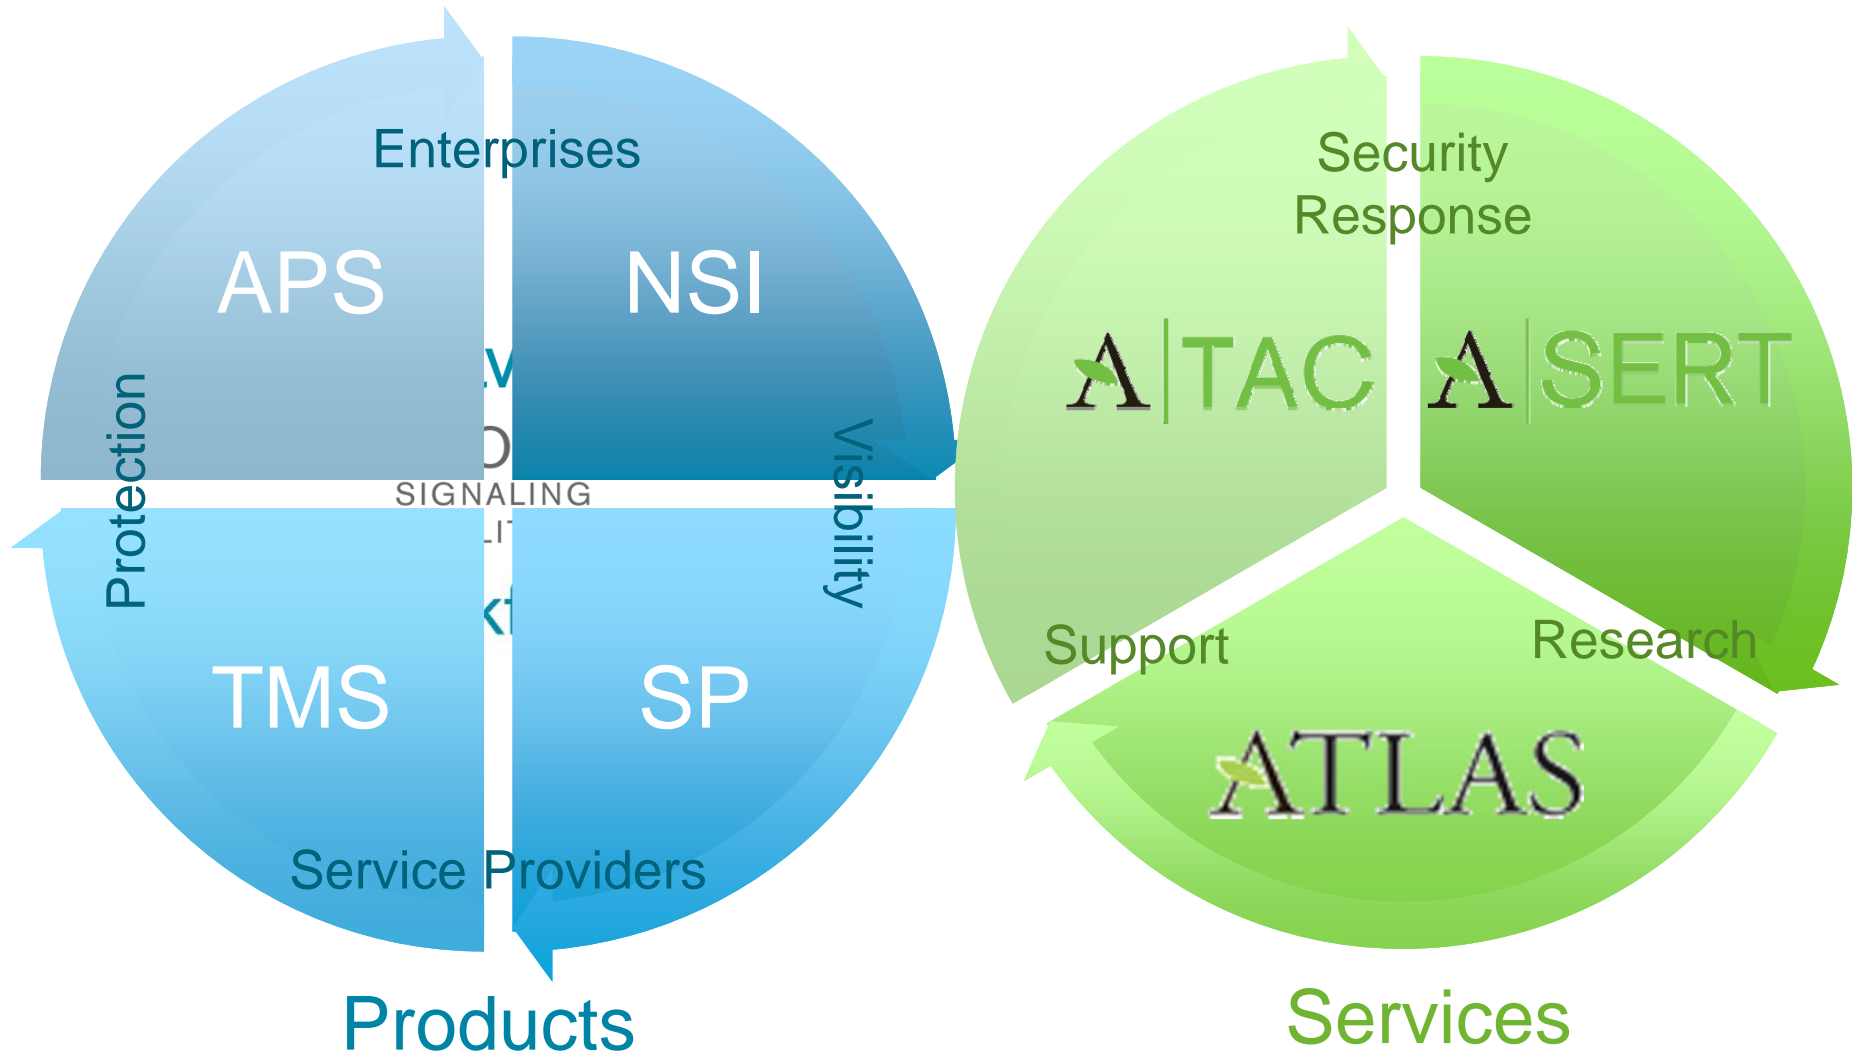 Enterprises
APS
NSI
Protection
Visibility
SIGNALING
TMS
SP
Service Providers
Products
Security
Response
A|TAC
A|SERT
Support
Research
ATLAS
Services